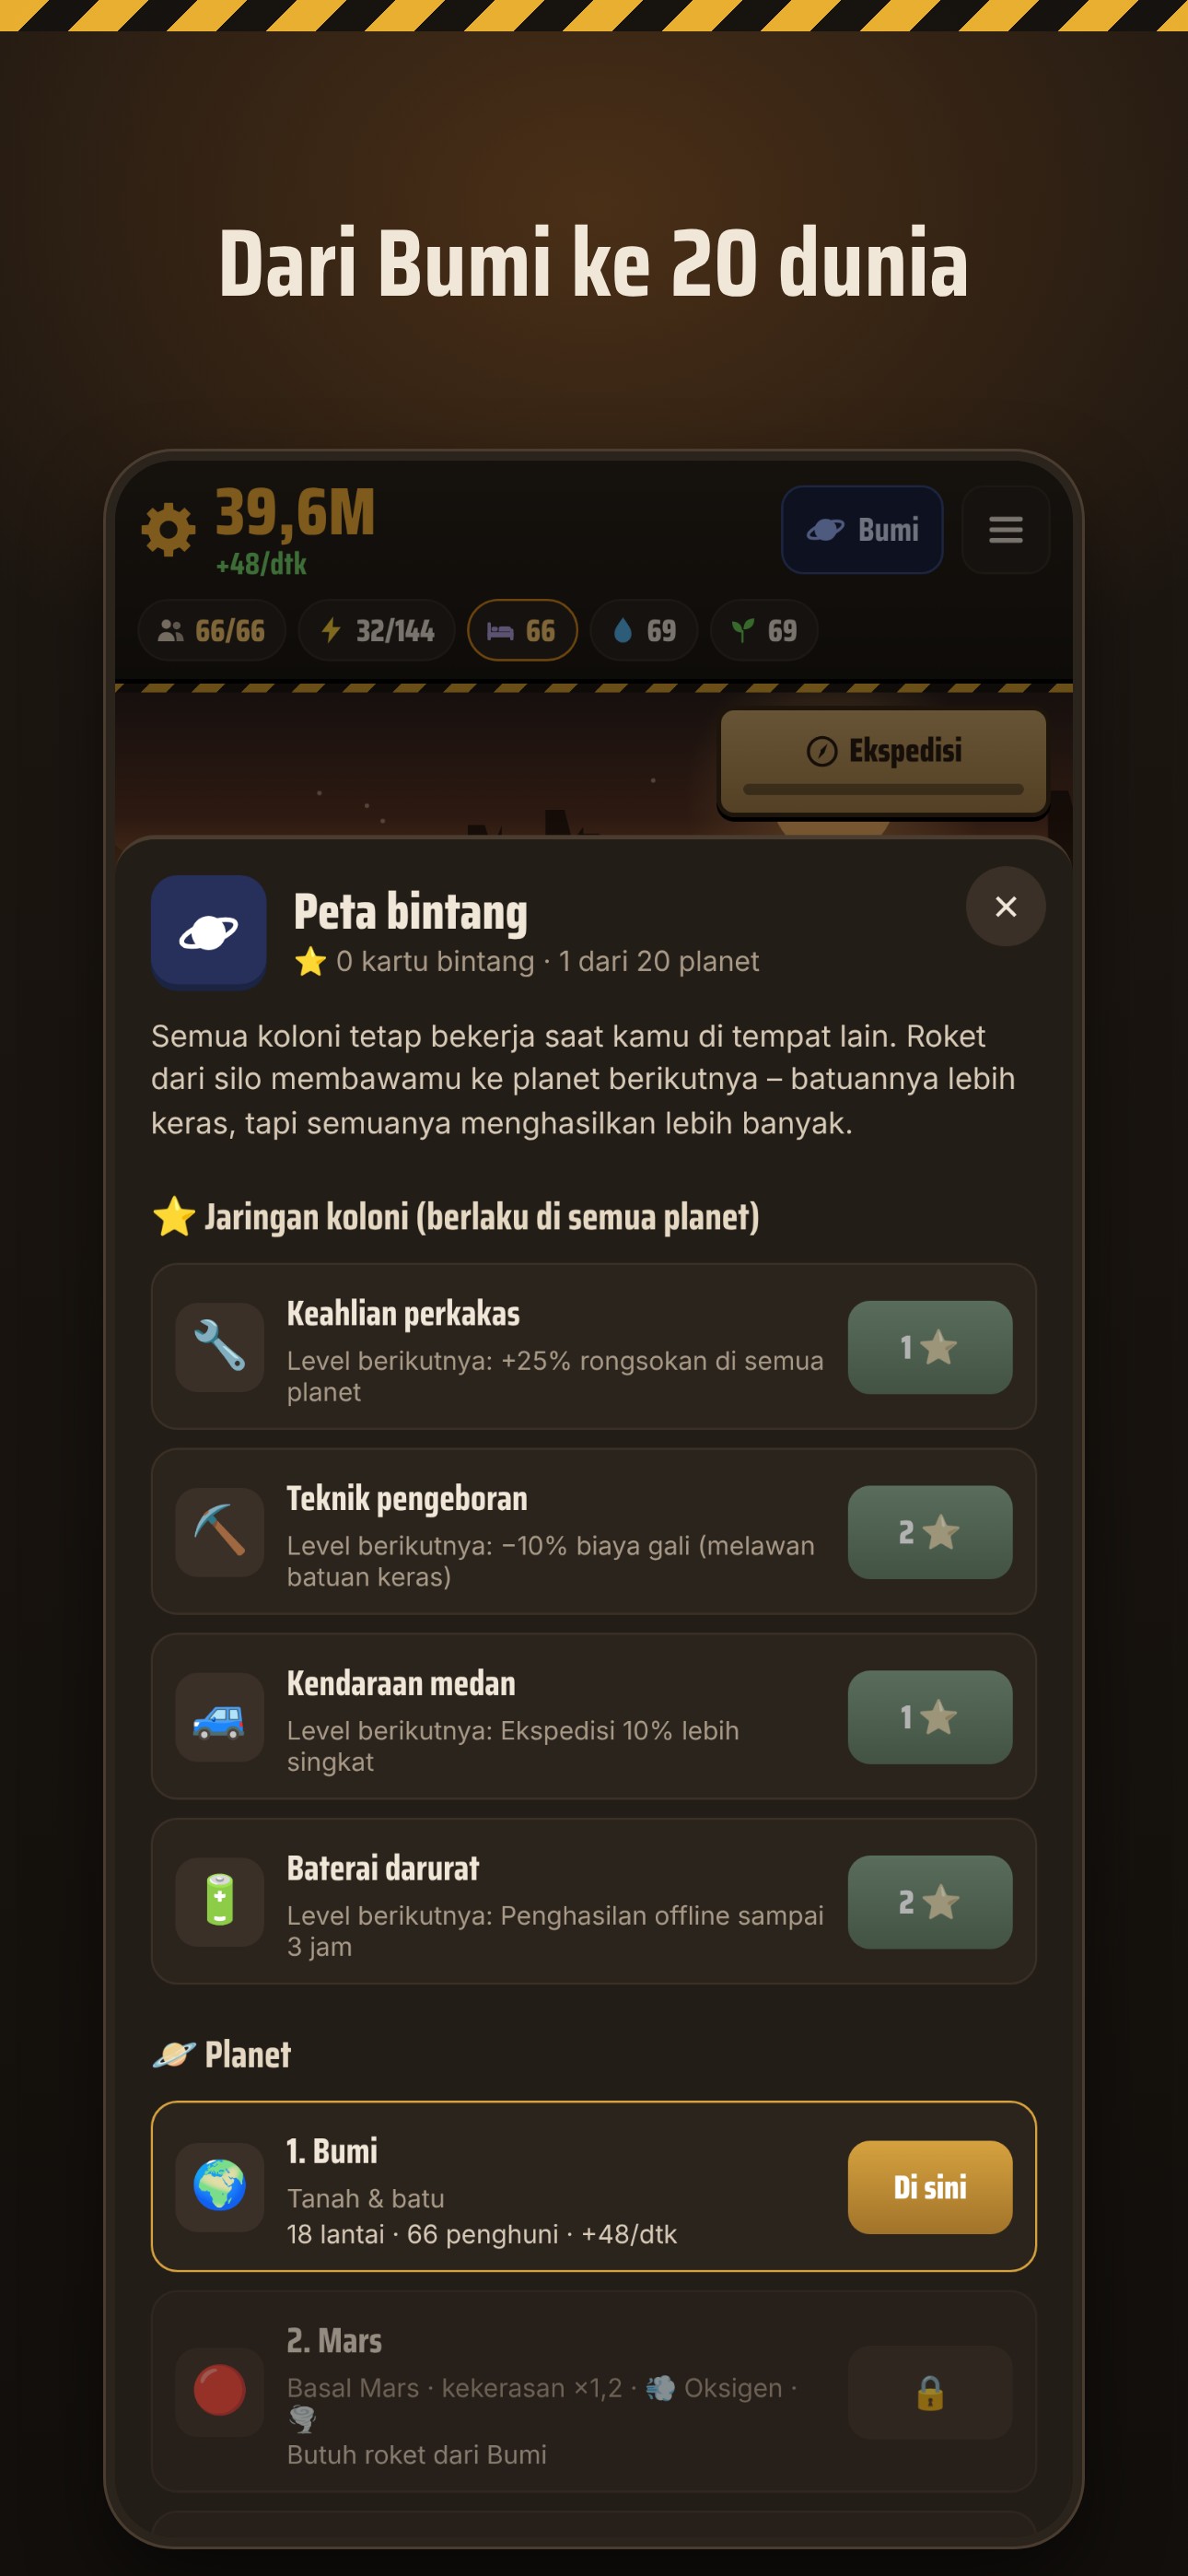 Dari Bumi ke 20 dunia
39,6M
+48/dtk
Bumi
66/66
32/144
66
69
69
Ekspedisi
Peta bintang
0 kartu bintang · 1 dari 20 planet
Semua koloni tetap bekerja saat kamu di tempat lain. Roket
dari silo membawamu ke planet berikutnya – batuannya lebih
keras, tapi semuanya menghasilkan lebih banyak.
Jaringan koloni (berlaku di semua planet)
Keahlian perkakas
Level berikutnya: +25% rongsokan di semua
planet
1
Teknik pengeboran
Level berikutnya: −10% biaya gali (melawan
batuan keras)
2
Kendaraan medan
Level berikutnya: Ekspedisi 10% lebih
singkat
1
Baterai darurat
Level berikutnya: Penghasilan offline sampai
3 jam
2
Planet
1. Bumi
Tanah & batu
18 lantai · 66 penghuni · +48/dtk
Di sini
2. Mars
Basal Mars · kekerasan ×1,2 · 💨 Oksigen ·
🌪️
Butuh roket dari Bumi